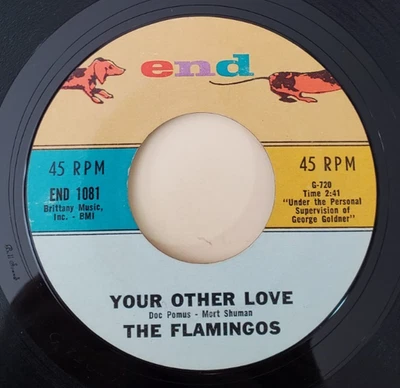 end
45 RPM
END 1081
Brittany Music,
Inc. - BMI
45 RPM
G-720
Time 2:41
"Under the Personal
Supervision of
George Goldner"
YOUR OTHER LOVE
Doc Pomus - Mort Shuman
THE FLAMINGOS